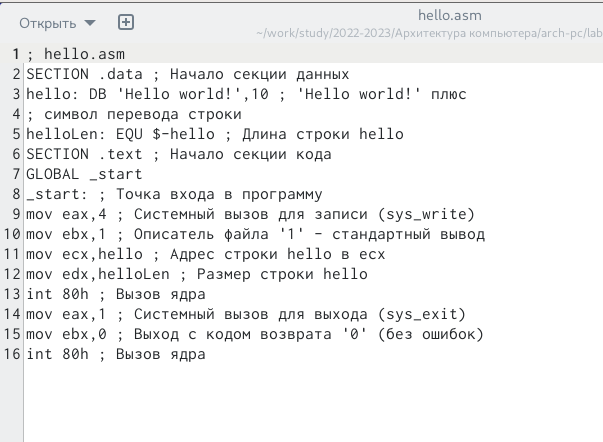 Открыть
hello.asm
~/work/study/2022-2023/Архитектура компьютера/arch-pc/lab
1 ; hello.asm
2 SECTION .data ; Начало секции данных
3 hello: DB 'Hello world!',10 ; 'Hello world!' плюс
4 ; символ перевода строки
5 helloLen: EQU $-hello ; Длина строки hello
6 SECTION .text ; Начало секции кода
7 GLOBAL _start
8 _start: ; Точка входа в программу
9 mov eax,4 ; Системный вызов для записи (sys_write)
10 mov ebx,1 ; Описатель файла '1' - стандартный вывод
11 mov ecx,hello ; Адрес строки hello в ecx
12 mov edx,helloLen ; Размер строки hello
13 int 80h ; Вызов ядра
14 mov eax,1 ; Системный вызов для выхода (sys_exit)
15 mov ebx,0 ; Выход с кодом возврата '0' (без ошибок)
16 int 80h ; Вызов ядра